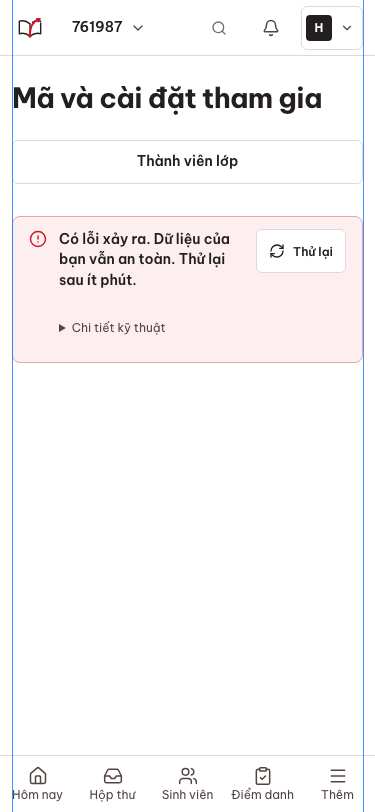 761987
H
Mã và cài đặt tham gia
Thành viên lớp
Có lỗi xảy ra. Dữ liệu của
bạn vẫn an toàn. Thử lại
sau ít phút.
Thử lại
Chi tiết kỹ thuật
Hôm nay
Hộp thư
Sinh viên
Điểm danh
Thêm